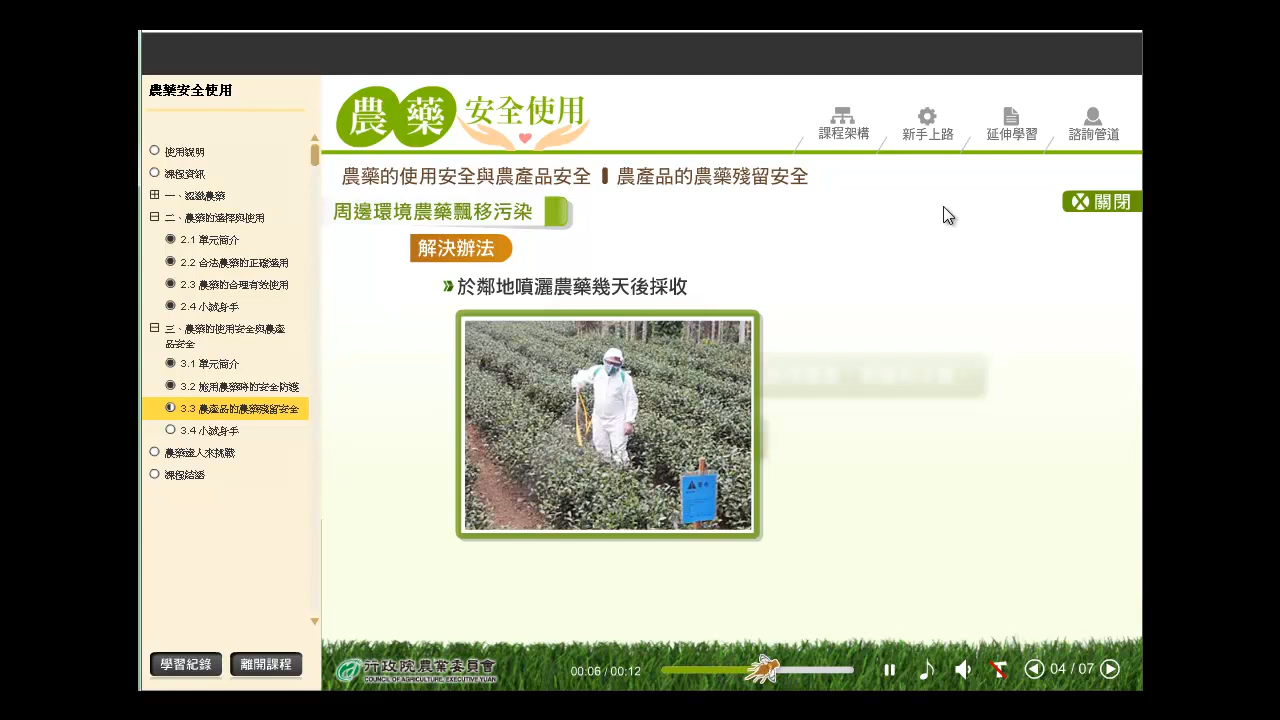 農藥安全使用
使用說明
課程資訊
一、認識農藥
二、農藥的選擇與使用
2.1 單元簡介
2.2 合法農藥的正確選用
2.3 農藥的合理有效使用
2.4 小試身手
三、農藥的使用安全與農產
品安全
3.1 單元簡介
3.2 施用農藥時的安全防護
3.3 農產品的農藥殘留安全
3.4 小試身手
農藥達人來挑戰
課程結語
學習紀錄
離開課程
農藥 安全使用
課程架構
新手上路
延伸學習
諮詢管道
農藥的使用安全與農產品安全 ▮ 農產品的農藥殘留安全
周邊環境農藥飄移污染
關閉
解決辦法
於鄰地噴灑農藥幾天後採收
行政院農業委員會
COUNCIL OF AGRICULTURE, EXECUTIVE YUAN
00:06 / 00:12
04 / 07